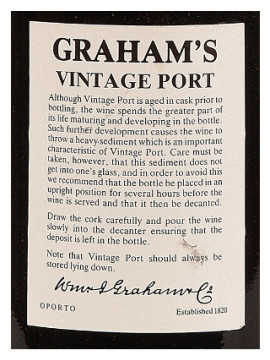 GRAHAM'S
VINTAGE PORT
Although Vintage Port is aged in cask prior to
bottling, the wine spends the greater part of
its life maturing and developing in the bottle.
Such further development causes the wine to
throw a heavy sediment which is an important
characteristic of Vintage Port. Care must be
taken, however, that this sediment does not
get into one's glass, and in order to avoid this
we recommend that the bottle be placed in an
upright position for several hours before the
wine is served and that it then be decanted.
Draw the cork carefully and pour the wine
slowly into the decanter ensuring that the
deposit is left in the bottle.
Note that Vintage Port should always be
stored lying down.
Wm & J Graham & Co
OPORTO Established 1820